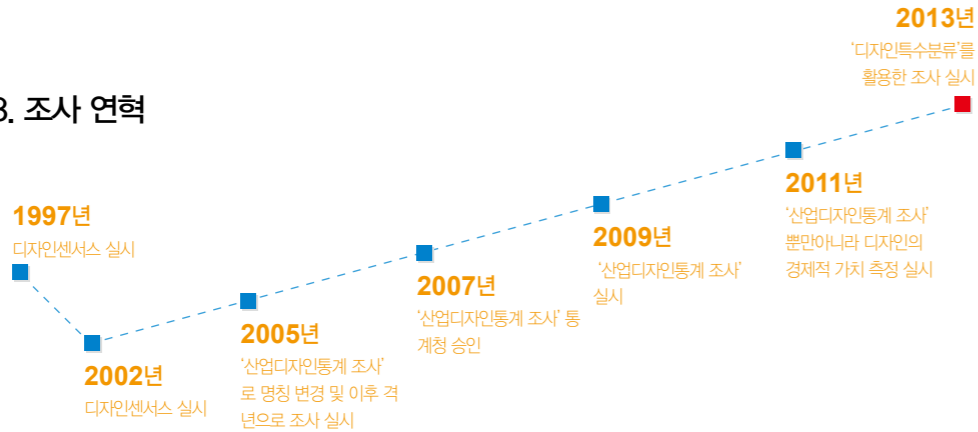 3. 조사 연혁
1997년
디자인센서스 실시
2002년
디자인센서스 실시
2005년
‘산업디자인통계 조사’
로 명칭 변경 및 이후 격
년으로 조사 실시
2007년
‘산업디자인통계 조사’ 통
계청 승인
2009년
‘산업디자인통계 조사’
실시
2011년
‘산업디자인통계 조사’
뿐만아니라 디자인의
경제적 가치 측정 실시
2013년
‘디자인특수분류’를
활용한 조사 실시